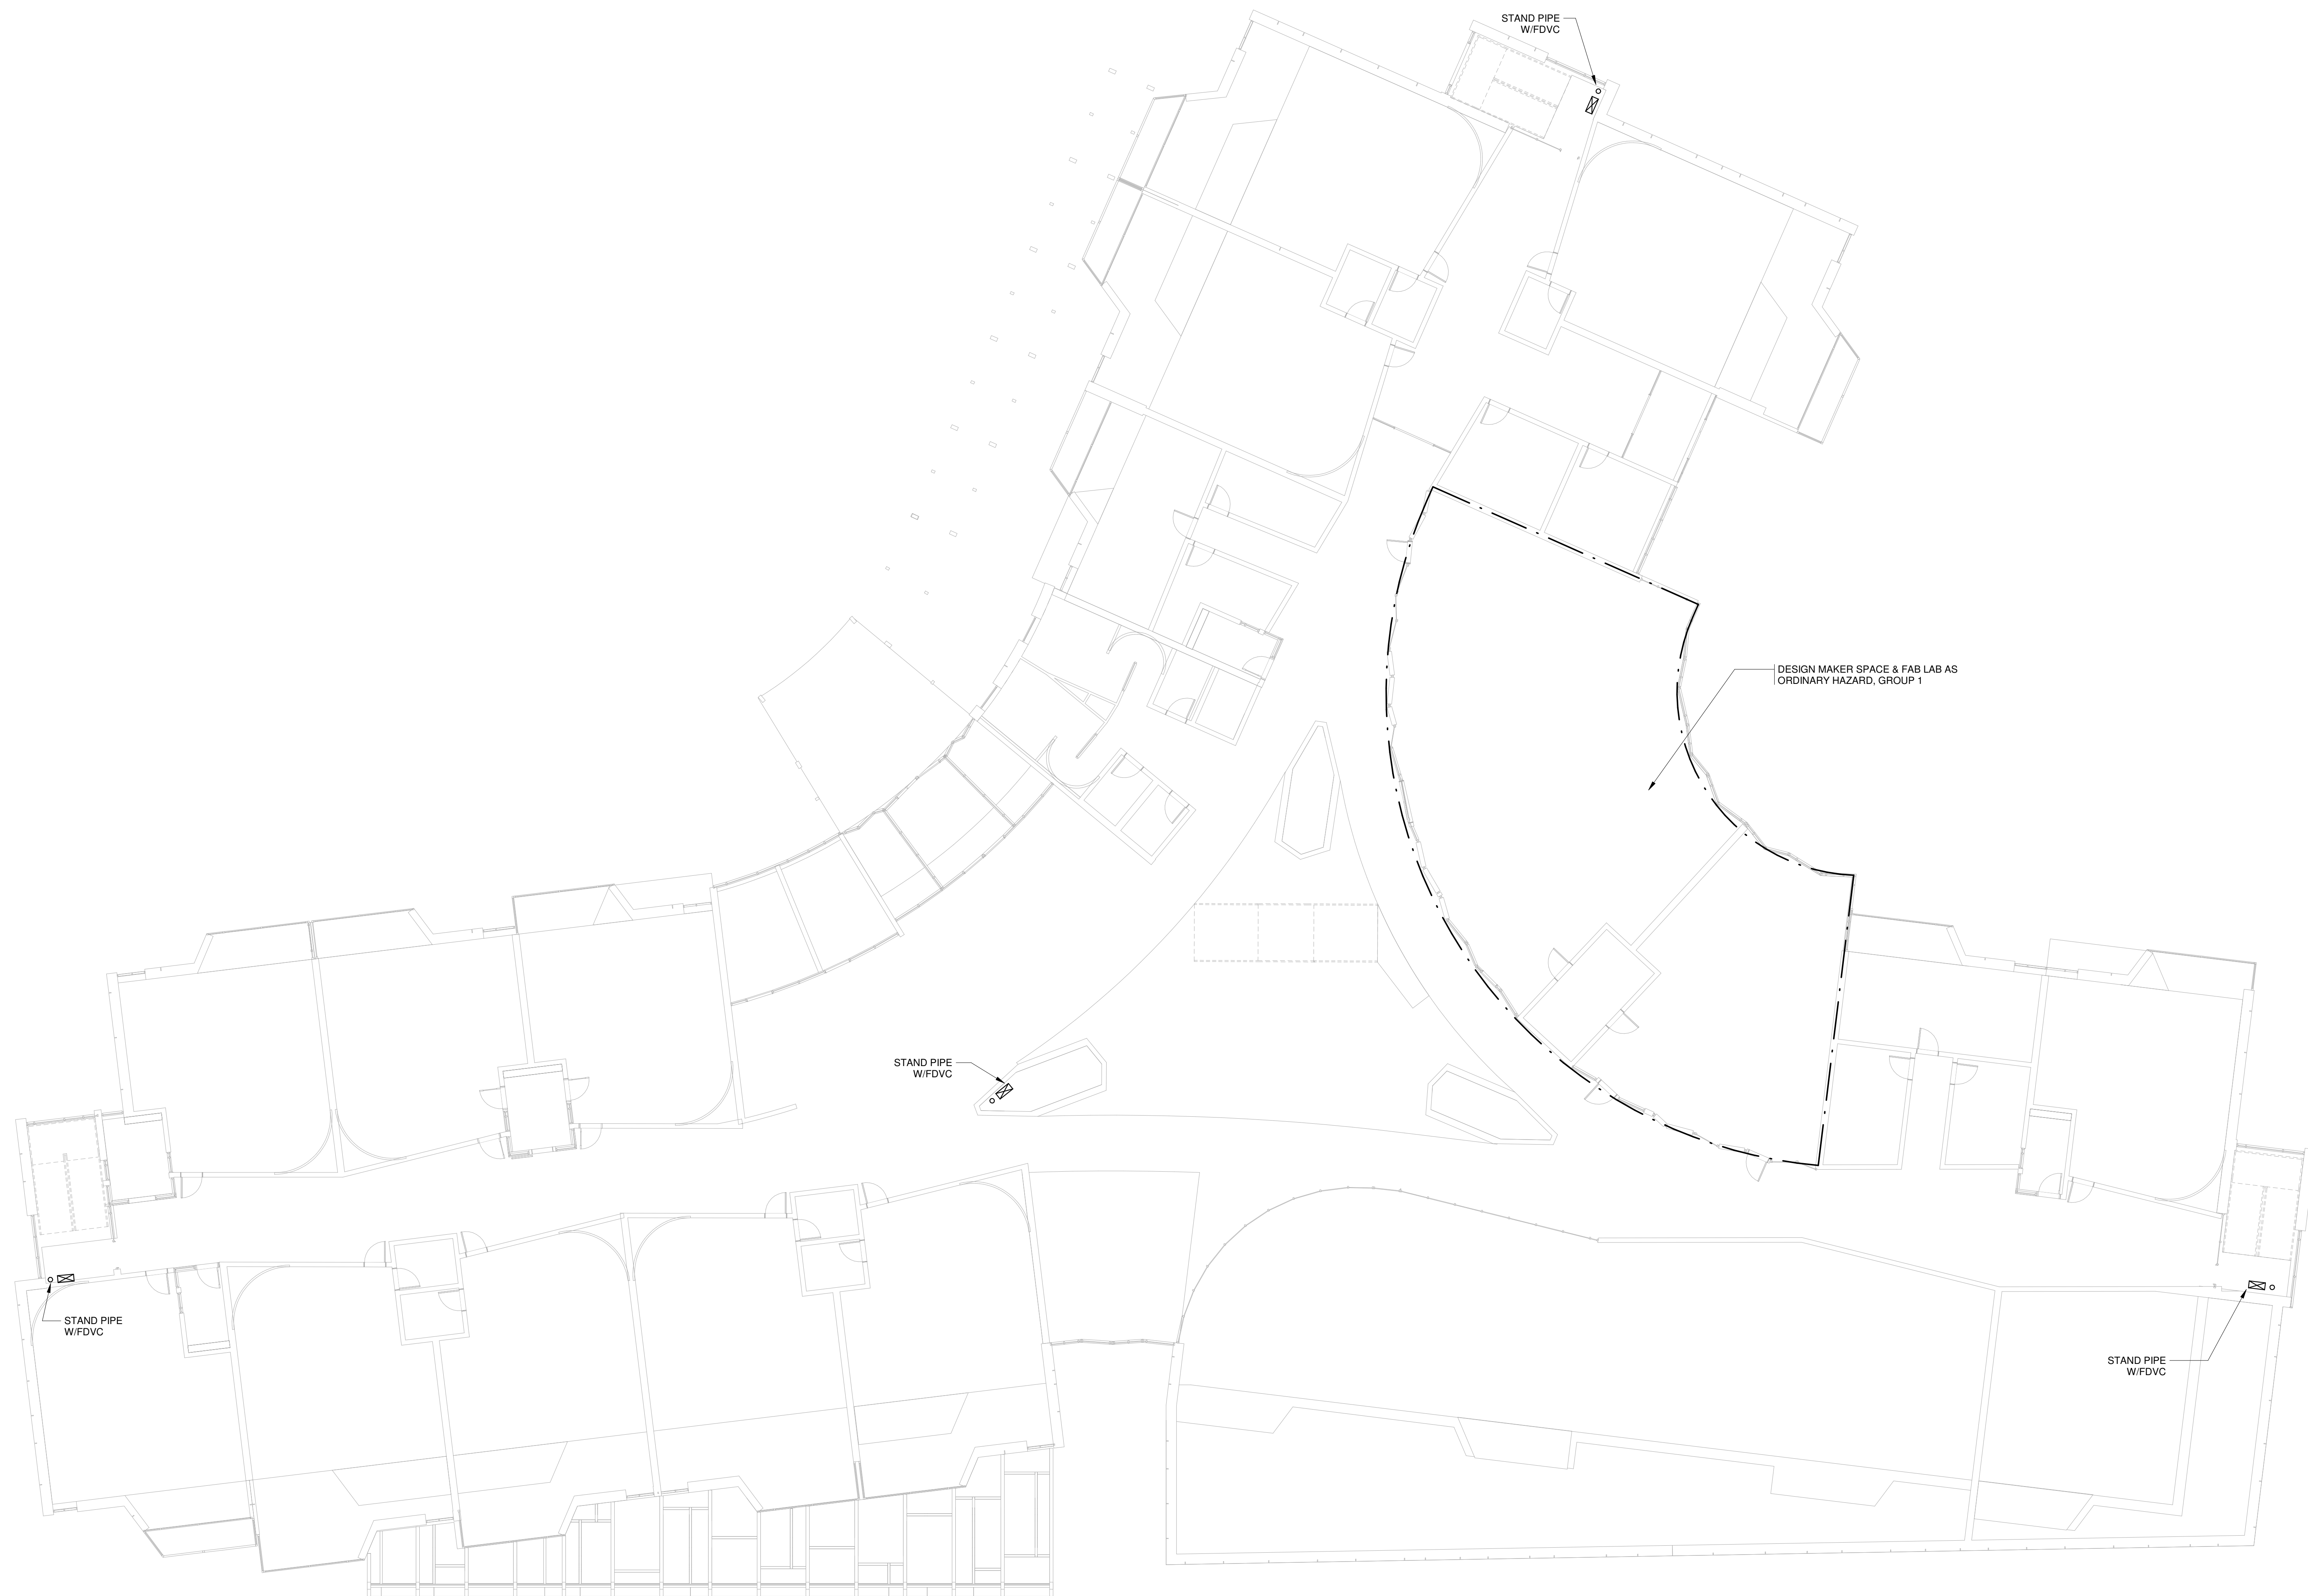 STAND PIPE
W/FDVC
DESIGN MAKER SPACE & FAB LAB AS
ORDINARY HAZARD, GROUP 1
STAND PIPE
W/FDVC
STAND PIPE
W/FDVC
STAND PIPE
W/FDVC